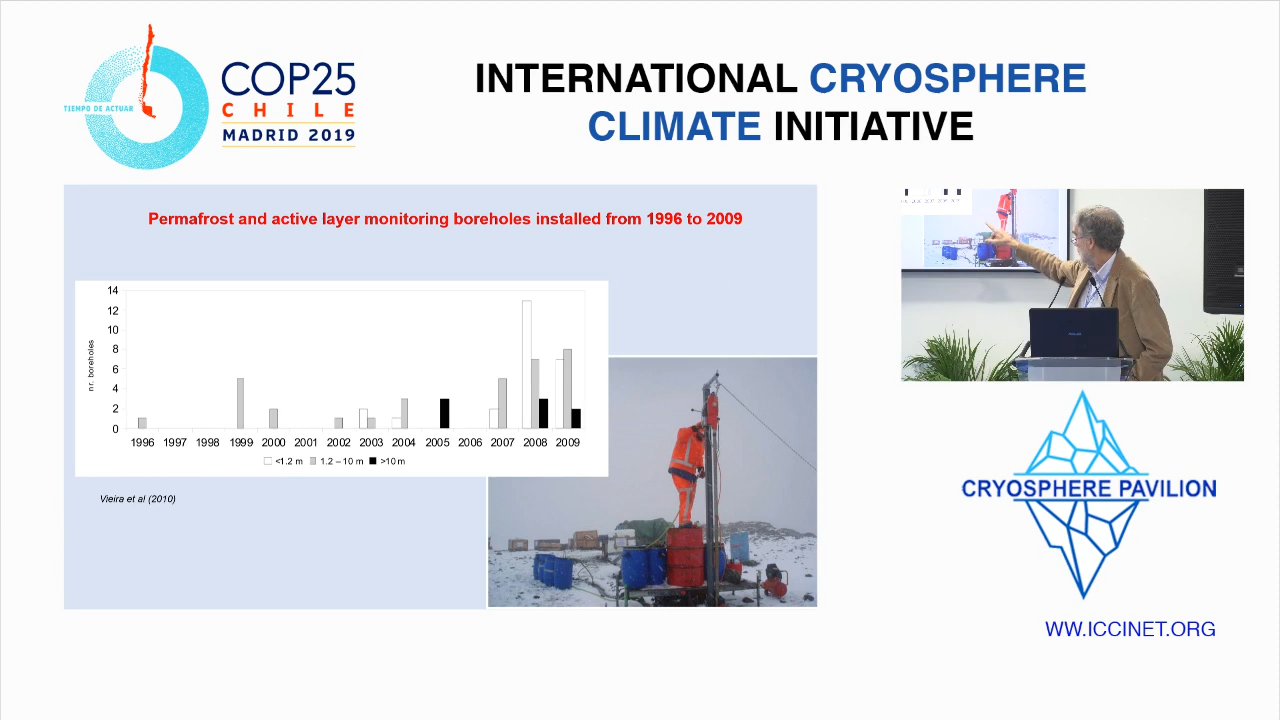 COP25
CHILE
MADRID 2019
TIEMPO DE ACTUAR
INTERNATIONAL CRYOSPHERE
CLIMATE INITIATIVE
Permafrost and active layer monitoring boreholes installed from 1996 to 2009
14
12
10
8
6
4
2
0
nr. boreholes
1996 1997 1998 1999 2000 2001 2002 2003 2004 2005 2006 2007 2008 2009
<1.2 m 1.2 – 10 m >10 m
Vieira et al (2010)
CRYOSPHERE PAVILION
WW.ICCINET.ORG